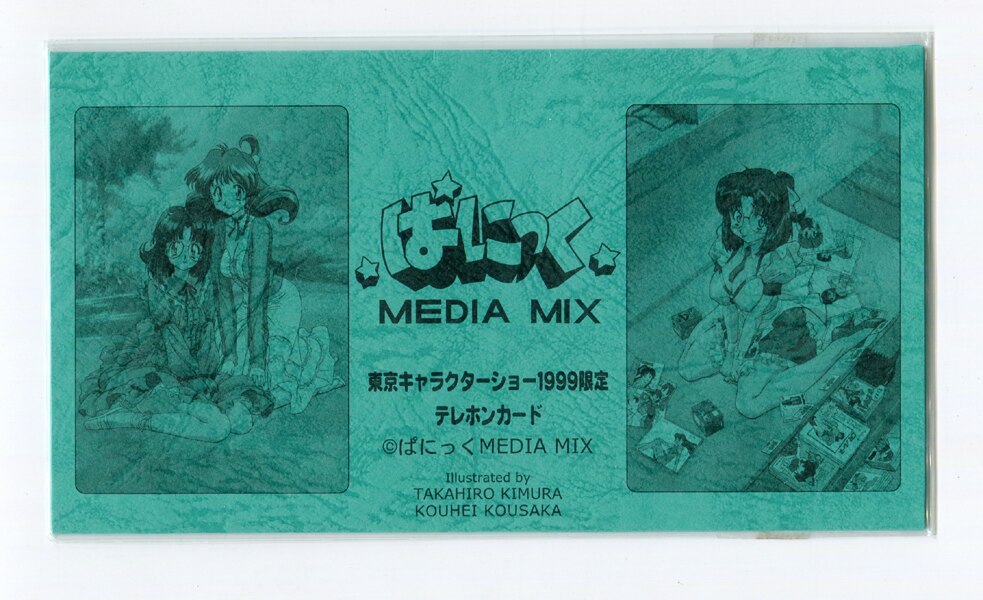 ぱにっく
MEDIA MIX
東京キャラクターショー1999限定
テレホンカード
©ぱにっくMEDIA MIX
Illustrated by
TAKAHIRO KIMURA
KOUHEI KOUSAKA